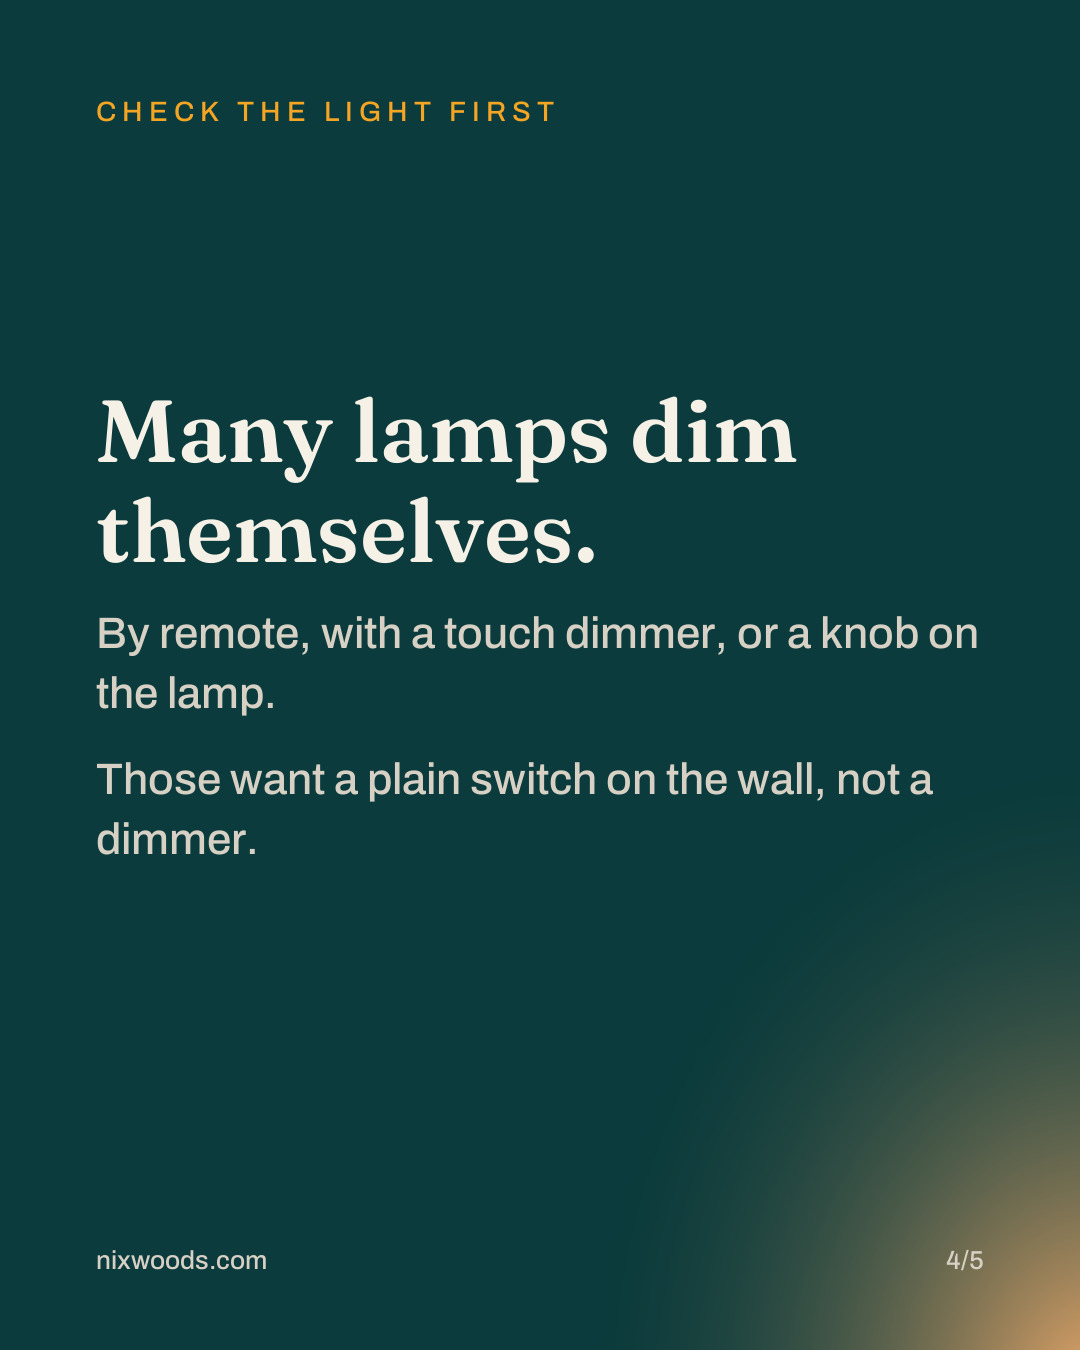 CHECK THE LIGHT FIRST
Many lamps dim
themselves.
By remote, with a touch dimmer, or a knob on
the lamp.
Those want a plain switch on the wall, not a
dimmer.
nixwoods.com
4/5